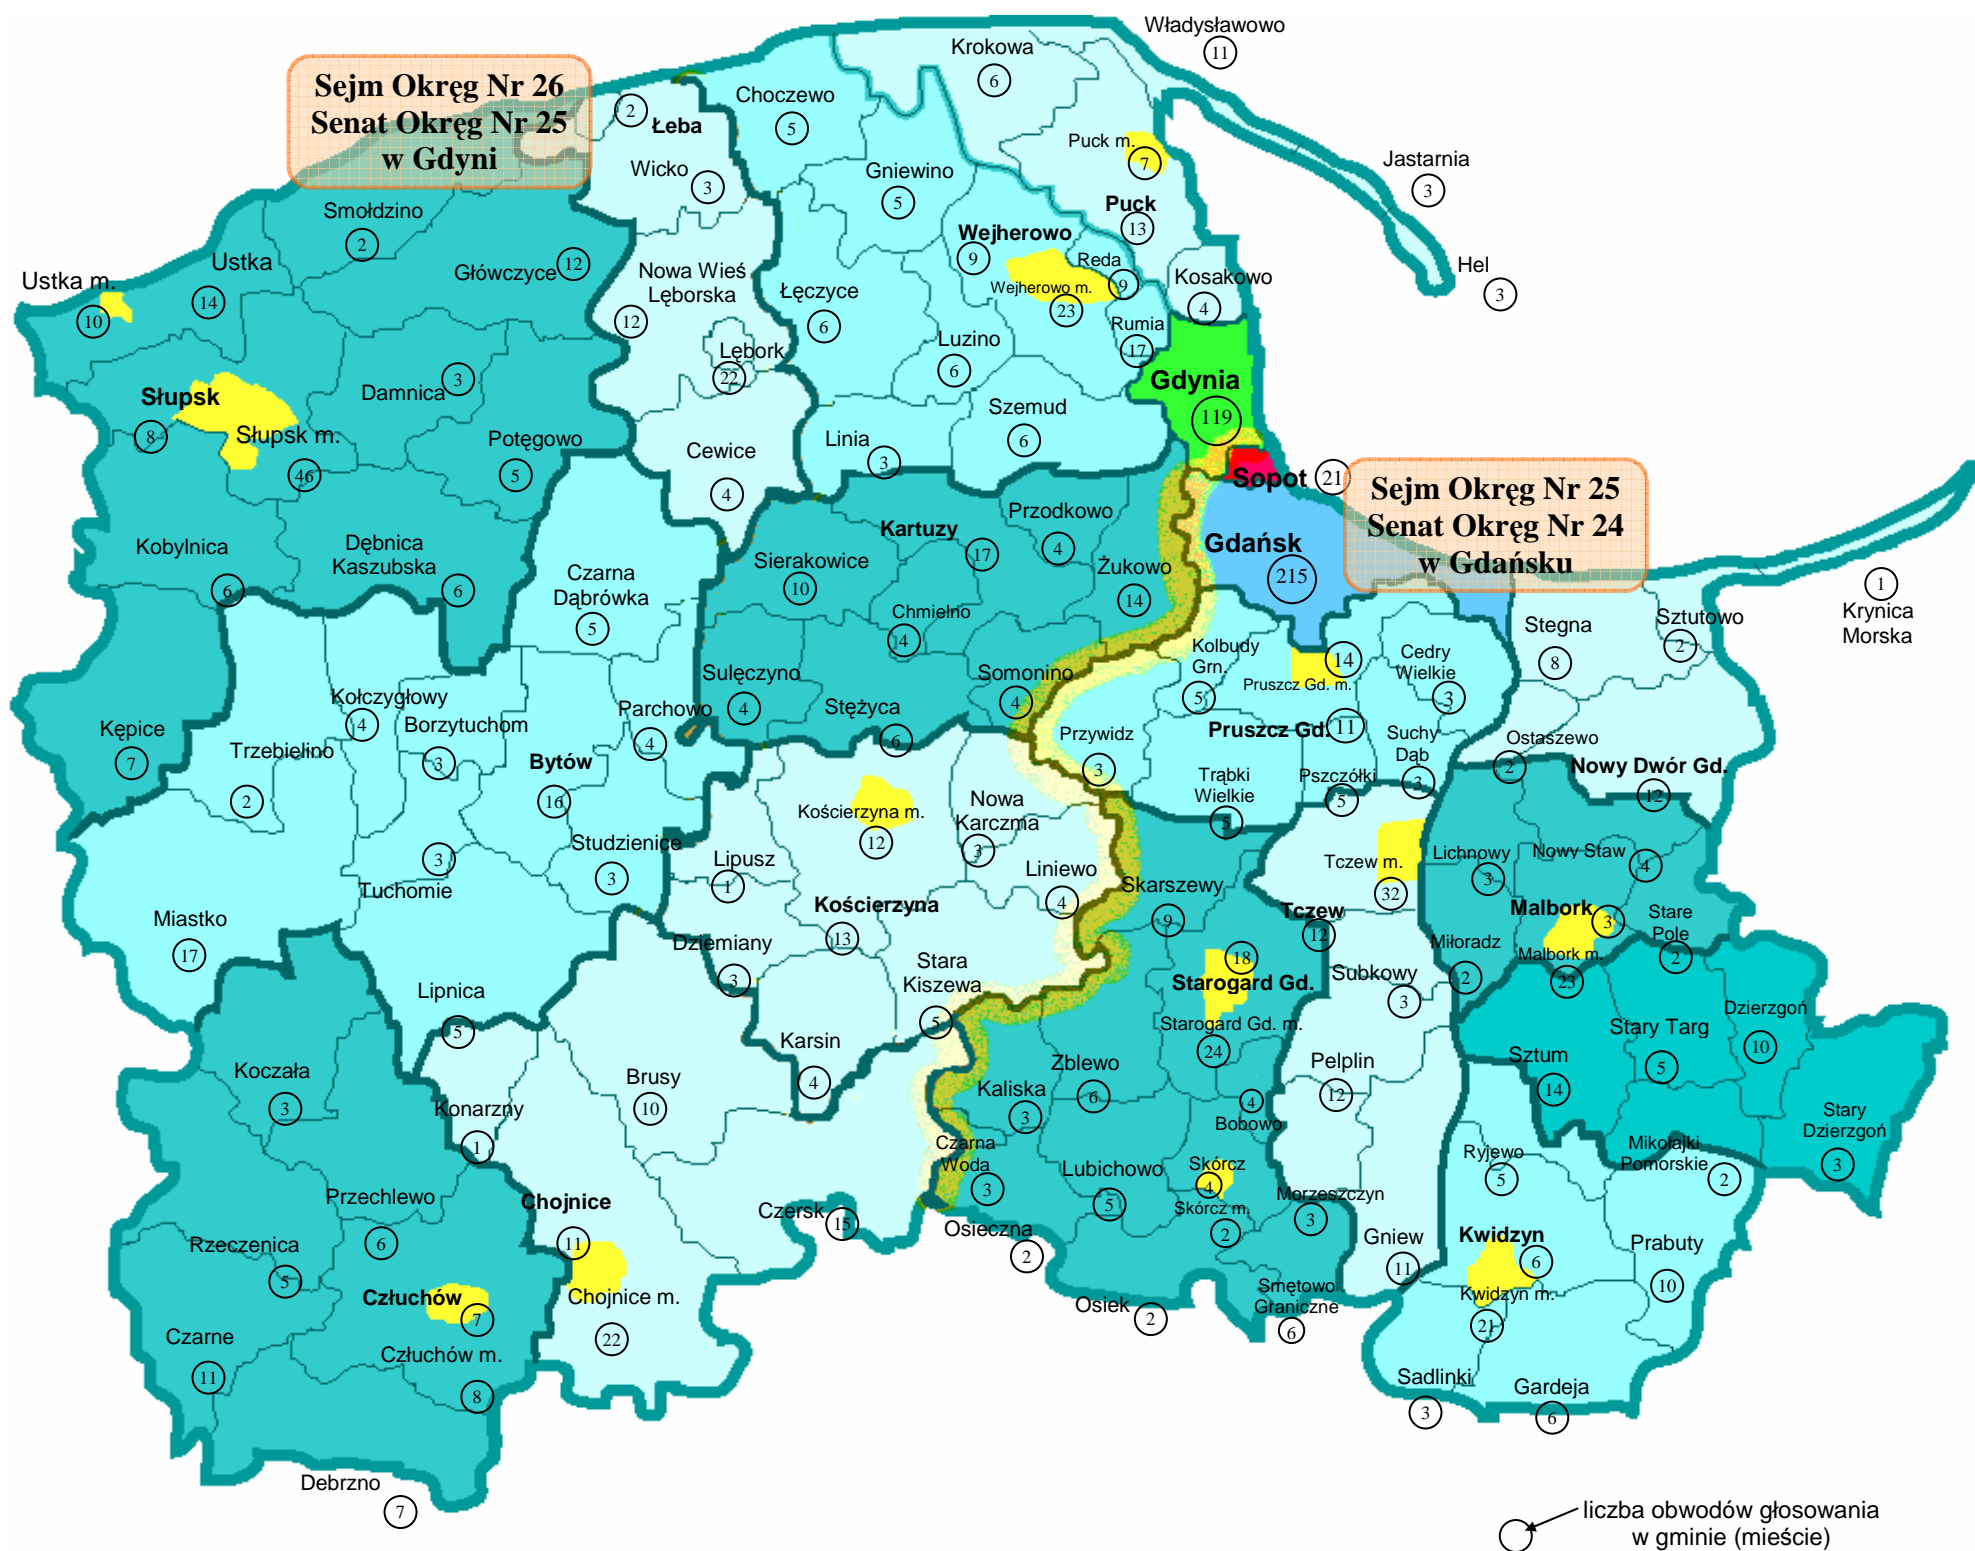 Sejm Okręg Nr 26
Senat Okręg Nr 25
w Gdyni
Sejm Okręg Nr 25
Senat Okręg Nr 24
w Gdańsku
Władysławowo
11
Krokowa
6
Choczewo
5
2
Łeba
Wicko
3
Puck m.
7
Jastarnia
3
Gniewino
5
Puck
13
Smołdzino
2
Wejherowo
9
Reda
9
Hel
3
Kosakowo
4
Ustka m.
10
Ustka
14
Główczyce
12
Nowa Wieś
Lęborska
12
Łęczyce
6
Wejherowo m.
23
Rumia
17
Luzino
6
Lębork
22
Gdynia
119
Słupsk
8
Damnica
3
Słupsk m.
46
Potęgowo
5
Cewice
4
Linia
3
Szemud
6
Sopot
21
Kobylnica
6
Dębnica
Kaszubska
6
Czarna
Dąbrówka
5
Sierakowice
10
Kartuzy
17
Przodkowo
4
Żukowo
14
Gdańsk
215
1
Krynica
Morska
Chmielno
14
Stegna
8
Sztutowo
2
Kolbudy
Grn.
5
14
Pruszcz Gd. m.
Cedry
Wielkie
3
Kępice
7
Trzebielino
2
Kołczygłowy
4
Borzytuchom
3
Parchowo
4
Sulęczyno
4
Stężyca
6
Somonino
4
Przywidz
3
Pruszcz Gd.
11
Suchy
Dąb
3
Ostaszewo
2
Nowy Dwór Gd.
12
Bytów
16
Trąbki
Wielkie
5
Pszczółki
5
Kościerzyna m.
12
Nowa
Karczma
3
Miastko
17
3
Tuchomie
Studzienice
3
Lipusz
1
Kościerzyna
13
Liniewo
4
Skarszewy
9
Tczew m.
32
Lichnowy
3
Nowy Staw
4
Tczew
12
Malbork
3
Stare
Pole
2
Malbork m.
23
Miłoradz
2
Dziemiany
3
Stara
Kiszewa
5
18
Starogard Gd.
Starogard Gd. m.
24
Subkowy
3
Lipnica
5
Karsin
4
Stary Targ
5
Dzierzgoń
10
Sztum
14
Koczała
3
Konarzny
1
Brusy
10
Kaliska
3
Zblewo
6
4
Bobowo
Pelplin
12
Stary
Dzierzgoń
3
Czarna
Woda
3
Lubichowo
5
Skórcz
4
Skórcz m.
2
Morzeszczyn
3
Ryjewo
5
Mikołajki
Pomorskie
2
Przechlewo
6
Chojnice
11
Czersk
15
Osieczna
2
Gniew
11
Kwidzyn
6
Kwidzyn m.
21
Prabuty
10
Rzeczenica
5
Człuchów
7
Chojnice m.
22
Osiek
2
Smętowo
Graniczne
6
Czarne
11
Człuchów m.
8
Sadlinki
3
Gardeja
6
Debrzno
7
liczba obwodów głosowania
w gminie (mieście)